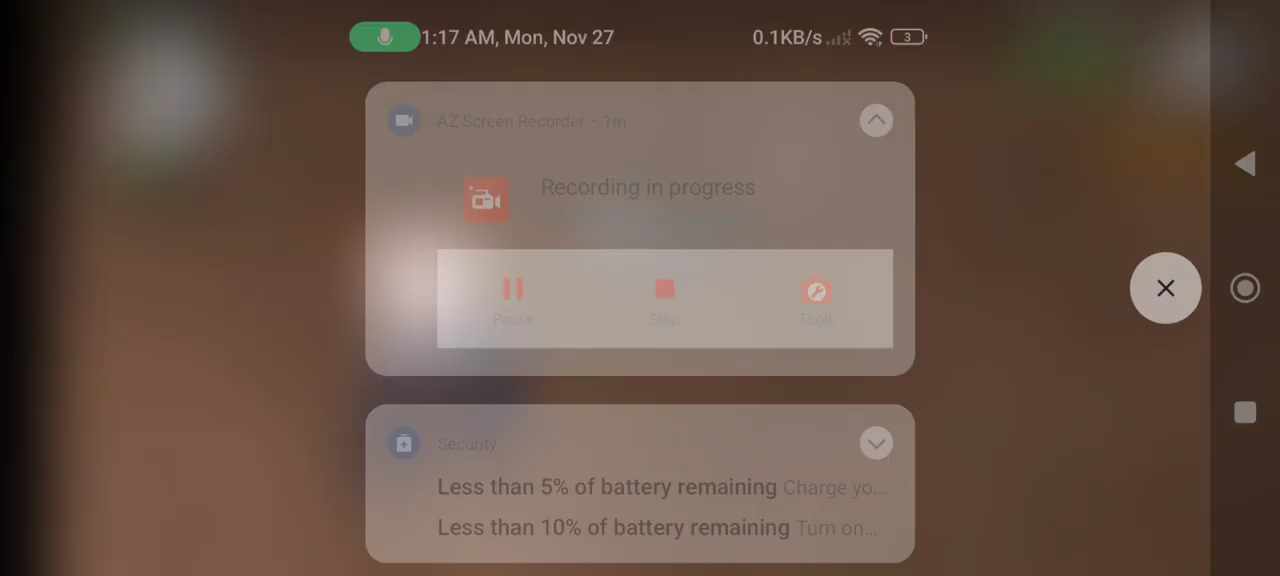 1:17 AM, Mon, Nov 27 0.1KB/s 3
AZ Screen Recorder • 1m
Recording in progress
Pause Stop Tools
Security
Less than 5% of battery remaining Charge yo...
Less than 10% of battery remaining Turn on...